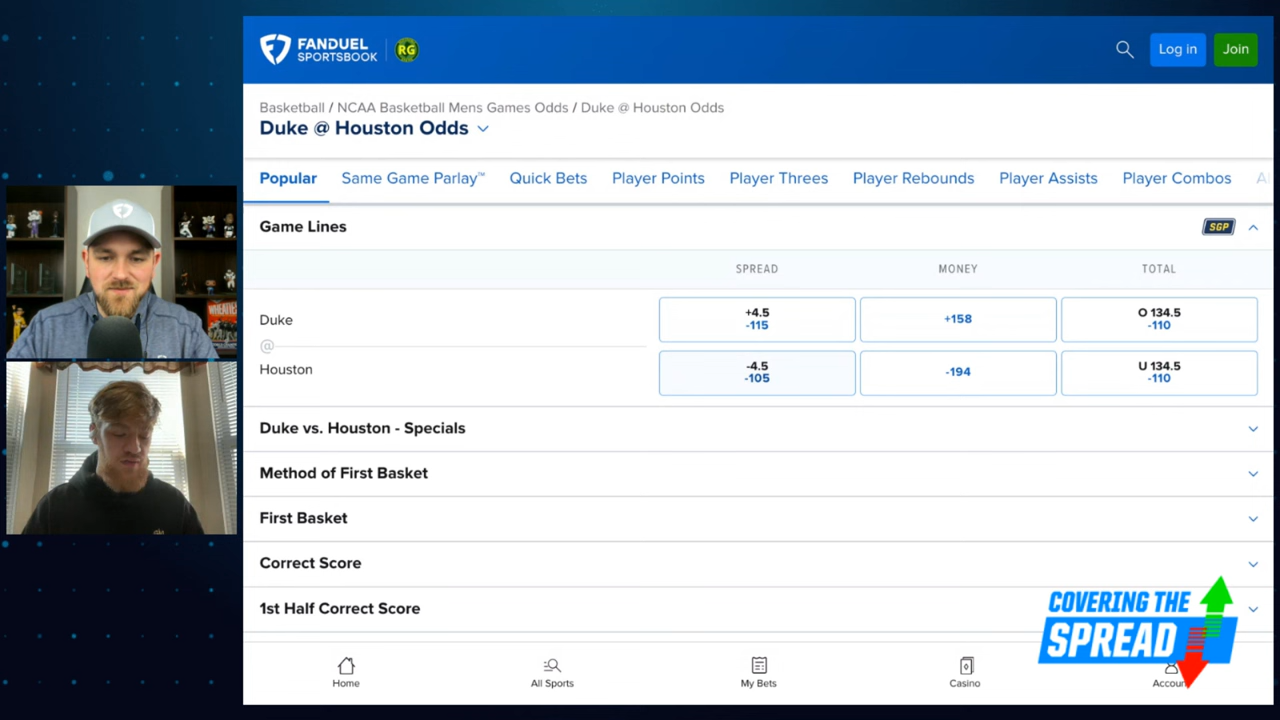 FANDUEL
SPORTSBOOK
RG
Log in
Join
Basketball / NCAA Basketball Mens Games Odds / Duke @ Houston Odds
Duke @ Houston Odds
Popular
Same Game Parlay™
Quick Bets
Player Points
Player Threes
Player Rebounds
Player Assists
Player Combos
Al
Game Lines
SGP
SPREAD
MONEY
TOTAL
Duke
+4.5
-115
+158
O 134.5
-110
@
Houston
-4.5
-105
-194
U 134.5
-110
Duke vs. Houston - Specials
Method of First Basket
First Basket
Correct Score
1st Half Correct Score
COVERING THE
SPREAD
Home
All Sports
My Bets
Casino
Accoun
WHEATIES